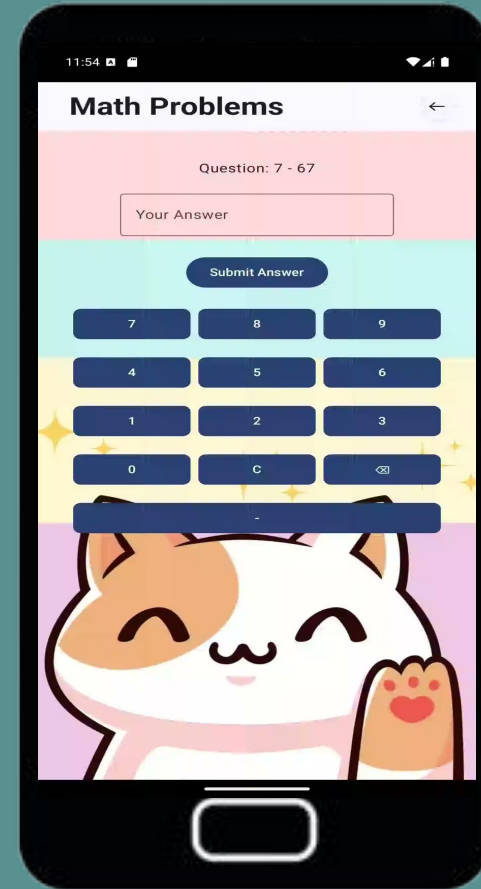 11:54
Math Problems
Question: 7 - 67
Your Answer
Submit Answer
7 8 9
4 5 6
1 2 3
0 C
-